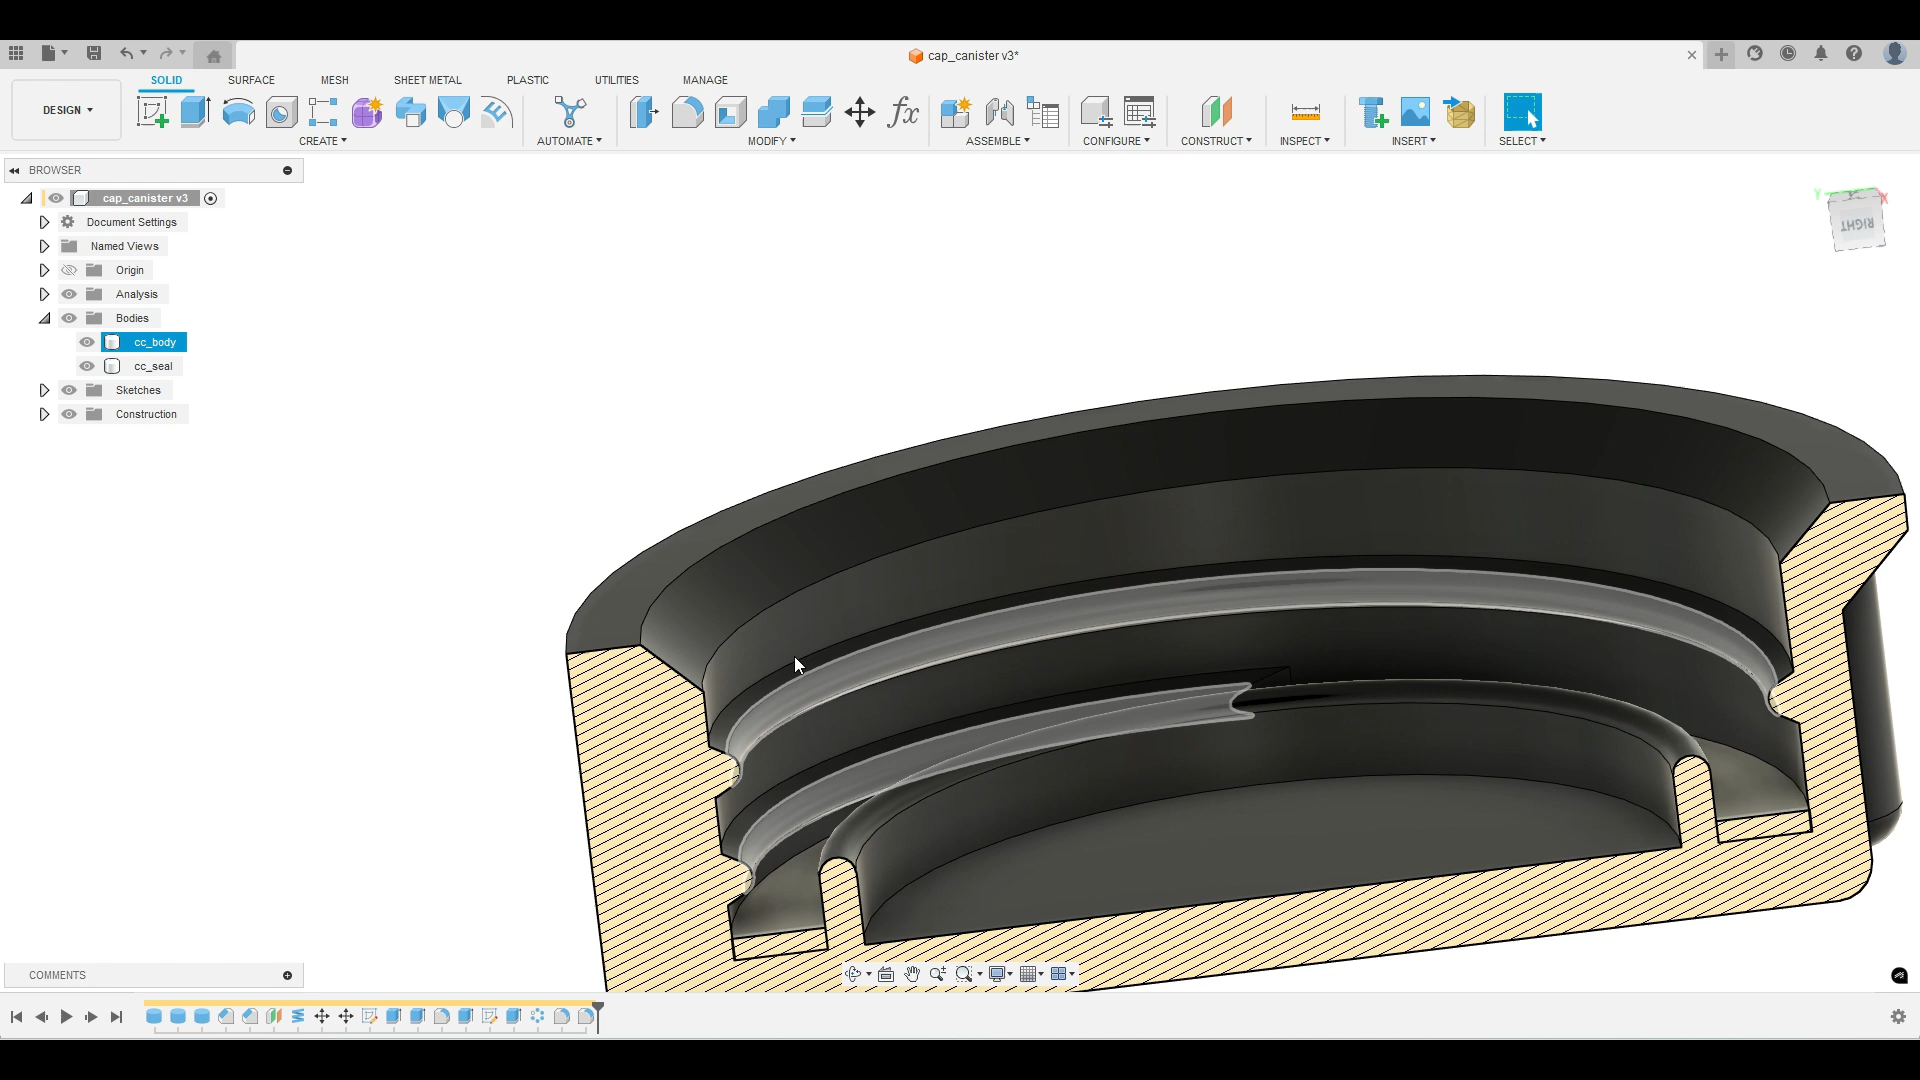 cap_canister v3*
SOLID SURFACE MESH SHEET METAL PLASTIC UTILITIES MANAGE
DESIGN
fx
CREATE AUTOMATE MODIFY ASSEMBLE CONFIGURE CONSTRUCT INSPECT INSERT SELECT
BROWSER
cap_canister v3
Document Settings
Named Views
Origin
Analysis
Bodies
cc_body
cc_seal
Sketches
Construction
Y X
RIGHT
COMMENTS